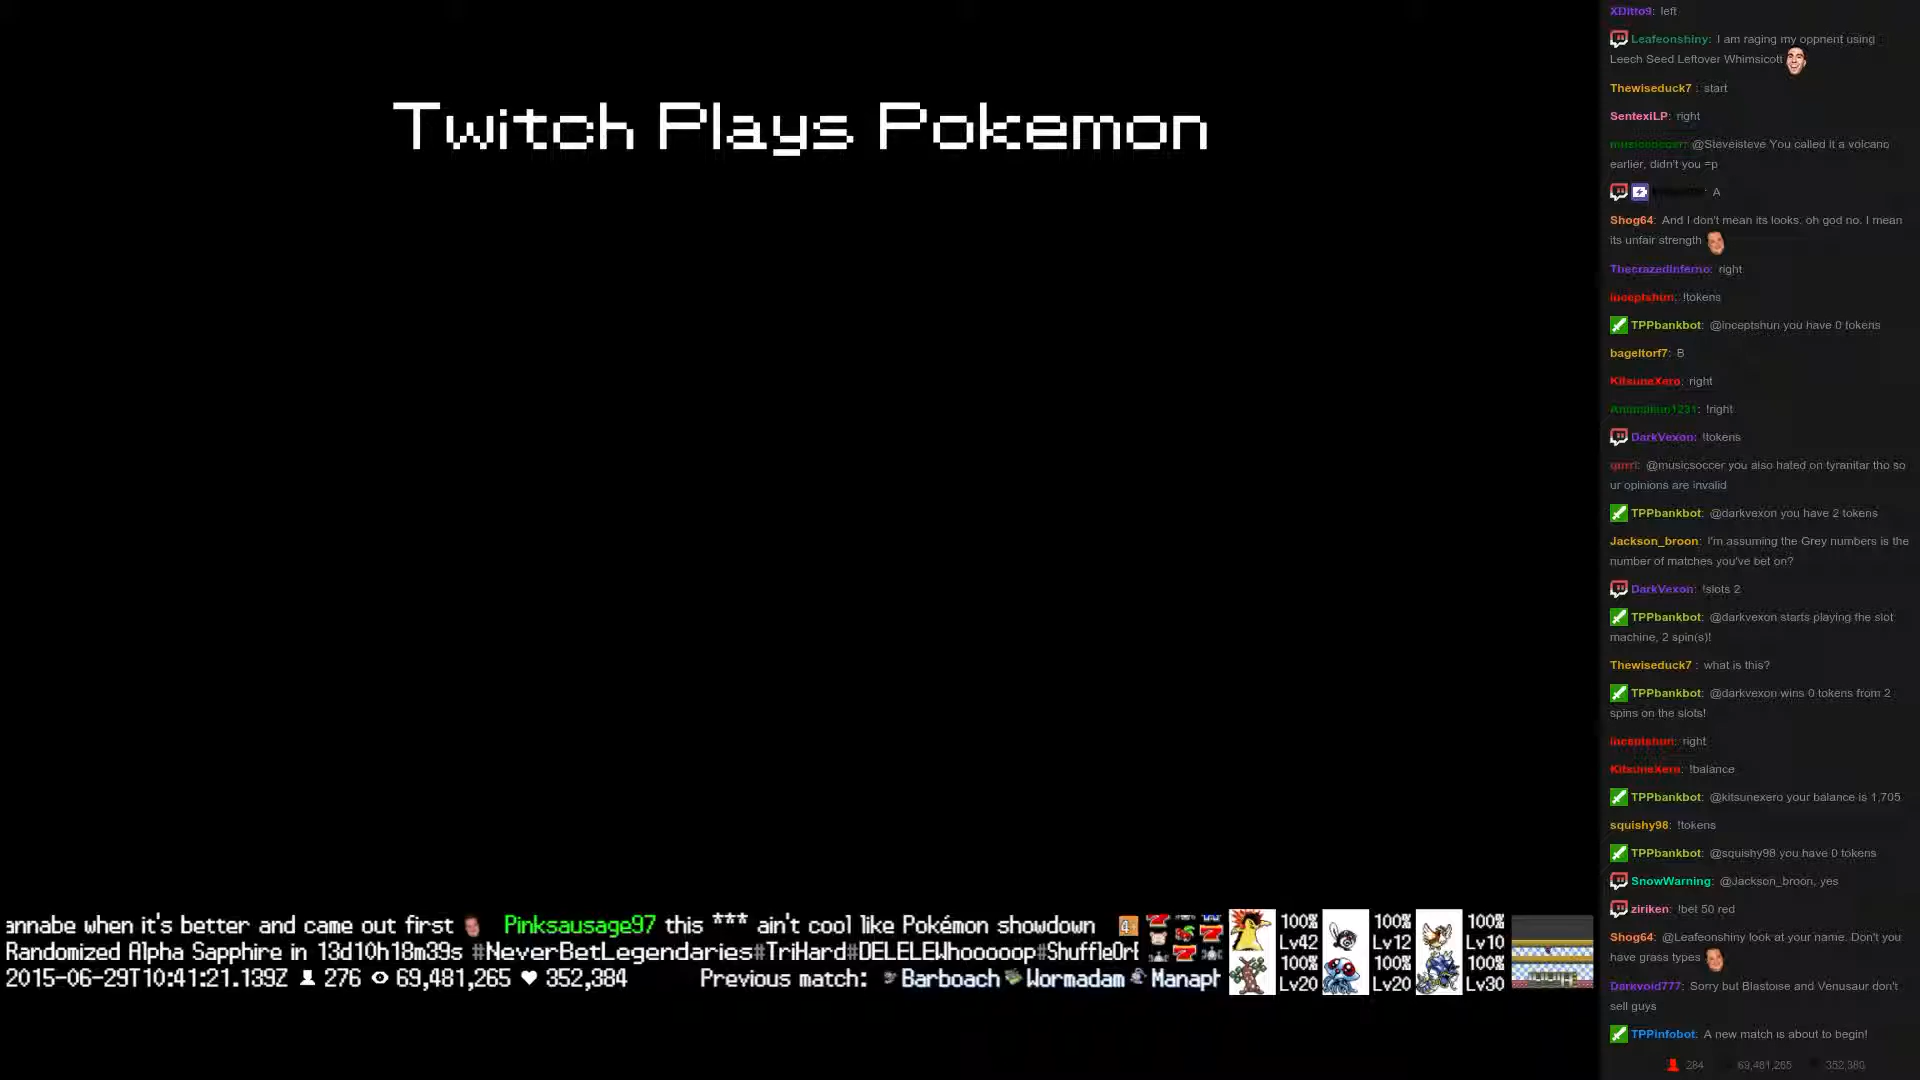 Twitch Plays Pokemon
XDitto9: left
Leafeonshiny: I am raging my oppnent using
Leech Seed Leftover Whimsicott
Thewiseduck7 : start
SentexiLP: right
musicsoccer: @Steveisteve You called it a volcano
earlier, didn't you =p
: A
Shog64: And I don't mean its looks. oh god no. I mean
its unfair strength
Thecrazedinferno: right
inceptshun: !tokens
TPPbankbot: @inceptshun you have 0 tokens
bageltorf7: B
KitsuneXero: right
: !right
DarkVexon: !tokens
qurrl: @musicsoccer you also hated on tyranitar tho so
ur opinions are invalid
TPPbankbot: @darkvexon you have 2 tokens
Jackson_broon: I'm assuming the Grey numbers is the
number of matches you've bet on?
DarkVexon: !slots 2
TPPbankbot: @darkvexon starts playing the slot
machine, 2 spin(s)!
Thewiseduck7 : what is this?
TPPbankbot: @darkvexon wins 0 tokens from 2
spins on the slots!
inceptshun: right
KitsuneXero: !balance
TPPbankbot: @kitsunexero your balance is 1,705
squishy98: !tokens
TPPbankbot: @squishy98 you have 0 tokens
SnowWarning: @Jackson_broon, yes
ziriken: !bet 50 red
Shog64: @Leafeonshiny look at your name. Don't you
have grass types
Darkvoid777: Sorry but Blastoise and Venusaur don't
sell guys
TPPinfobot: A new match is about to begin!
284 69,481,265 352,380
annabe when it's better and came out first Pinksausage97 this *** ain't cool like Pokémon showdown 4
Randomized Alpha Sapphire in 13d10h18m39s #NeverBetLegendaries#TriHard#DELELEWhooooop#ShuffleOrB
2015-06-29T10:41:21.139Z 276 69,481,265 352,384 Previous match: Barboach Wormadam Manaph
100% 100% 100%
Lv42 Lv12 Lv10
100% 100% 100%
Lv20 Lv20 Lv30